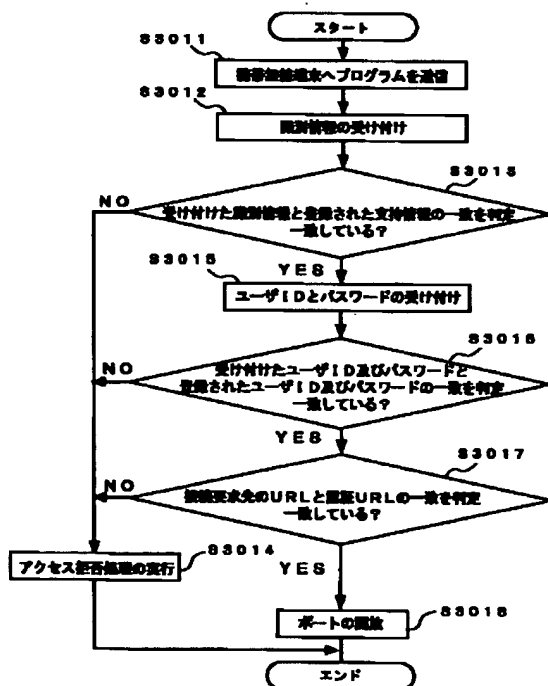 スタート
S3011
携帯無線端末へプログラムを送信
S3012
識別情報の受け付け
S3013
受け付けた識別情報と登録された支持情報の一致を判定
一致している？
NO
YES
S3015
ユーザIDとパスワードの受け付け
S3016
受け付けたユーザID及びパスワードと
登録されたユーザID及びパスワードの一致を判定
一致している？
NO
YES
S3017
接続要求先のURLと認証URLの一致を判定
一致している？
NO
YES
S3014
アクセス拒否処理の実行
ポートの開放
S3018
エンド